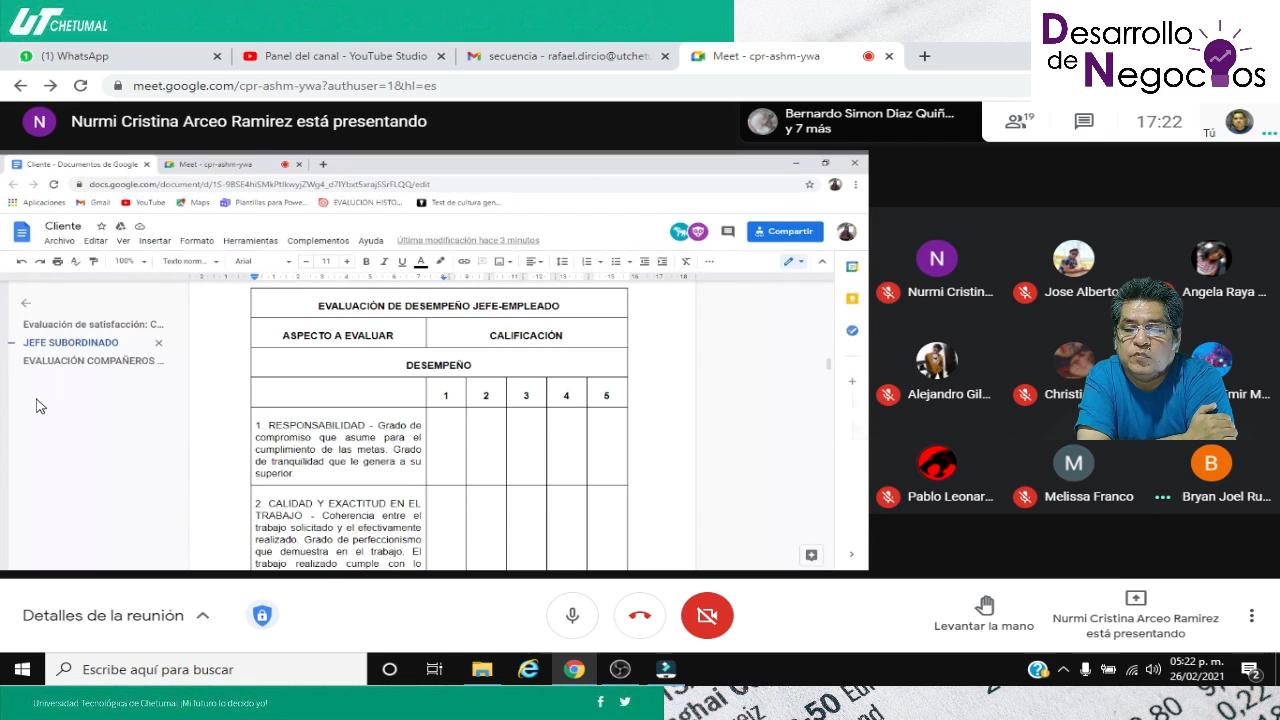 UT CHETUMAL
Desarrollo
de Negocios
(1) WhatsApp
Panel del canal - YouTube Studio
secuencia - rafael.dircio@utchet
Meet - cpr-ashm-ywa
meet.google.com/cpr-ashm-ywa?authuser=1&hl=es
N
Nurmi Cristina Arceo Ramirez está presentando
Bernardo Simon Diaz Quiñ...
y 7 más
19
17:22
Tú
Cliente - Documentos de Google
Meet - cpr-ashm-ywa
Aplicaciones
Gmail
YouTube
Maps
Plantillas para Powe...
EVALUCIÓN HISTO...
Test de cultura gen...
Cliente
Archivo Editar Ver Insertar Formato Herramientas Complementos Ayuda
Última modificación hace 3 minutos
Compartir
100%
Texto norm...
Arial
11
Evaluación de satisfacción: C...
JEFE SUBORDINADO
EVALUACIÓN COMPAÑEROS ...
EVALUACIÓN DE DESEMPEÑO JEFE-EMPLEADO
ASPECTO A EVALUAR
CALIFICACIÓN
DESEMPEÑO
1 2 3 4 5
1. RESPONSABILIDAD - Grado de
compromiso que asume para el
cumplimiento de las metas. Grado
de tranquilidad que le genera a su
superior.
2. CALIDAD Y EXACTITUD EN EL
TRABAJO - Coherencia entre el
trabajo solicitado y el efectivamente
realizado. Grado de perfeccionismo
que demuestra en el trabajo. El
trabajo realizado cumple con lo
N
Nurmi Cristin...
Jose Alberto
Angela Raya
Alejandro Gil...
Christi
mir M...
Pablo Leonar...
M
Melissa Franco
B
Bryan Joel Ru...
Detalles de la reunión
Levantar la mano
Nurmi Cristina Arceo Ramirez
está presentando
Escribe aquí para buscar
05:22 p. m.
26/02/2021
2
Universidad Tecnológica de Chetumal ¡Mi futuro lo decido yo!